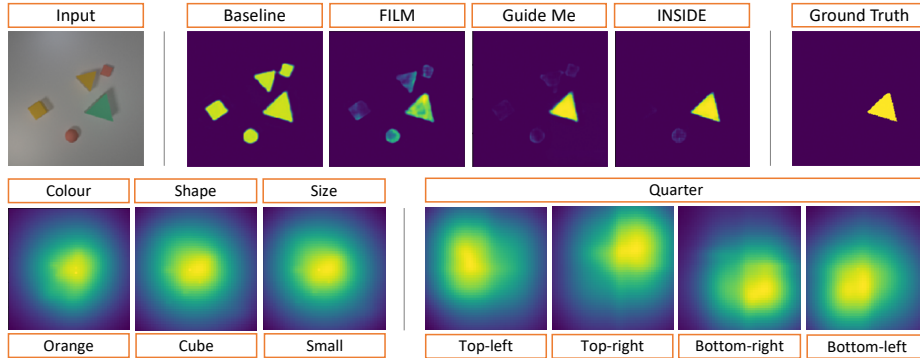 Input Baseline FILM Guide Me INSIDE Ground Truth
Colour Shape Size Quarter
Orange Cube Small Top-left Top-right Bottom-right Bottom-left